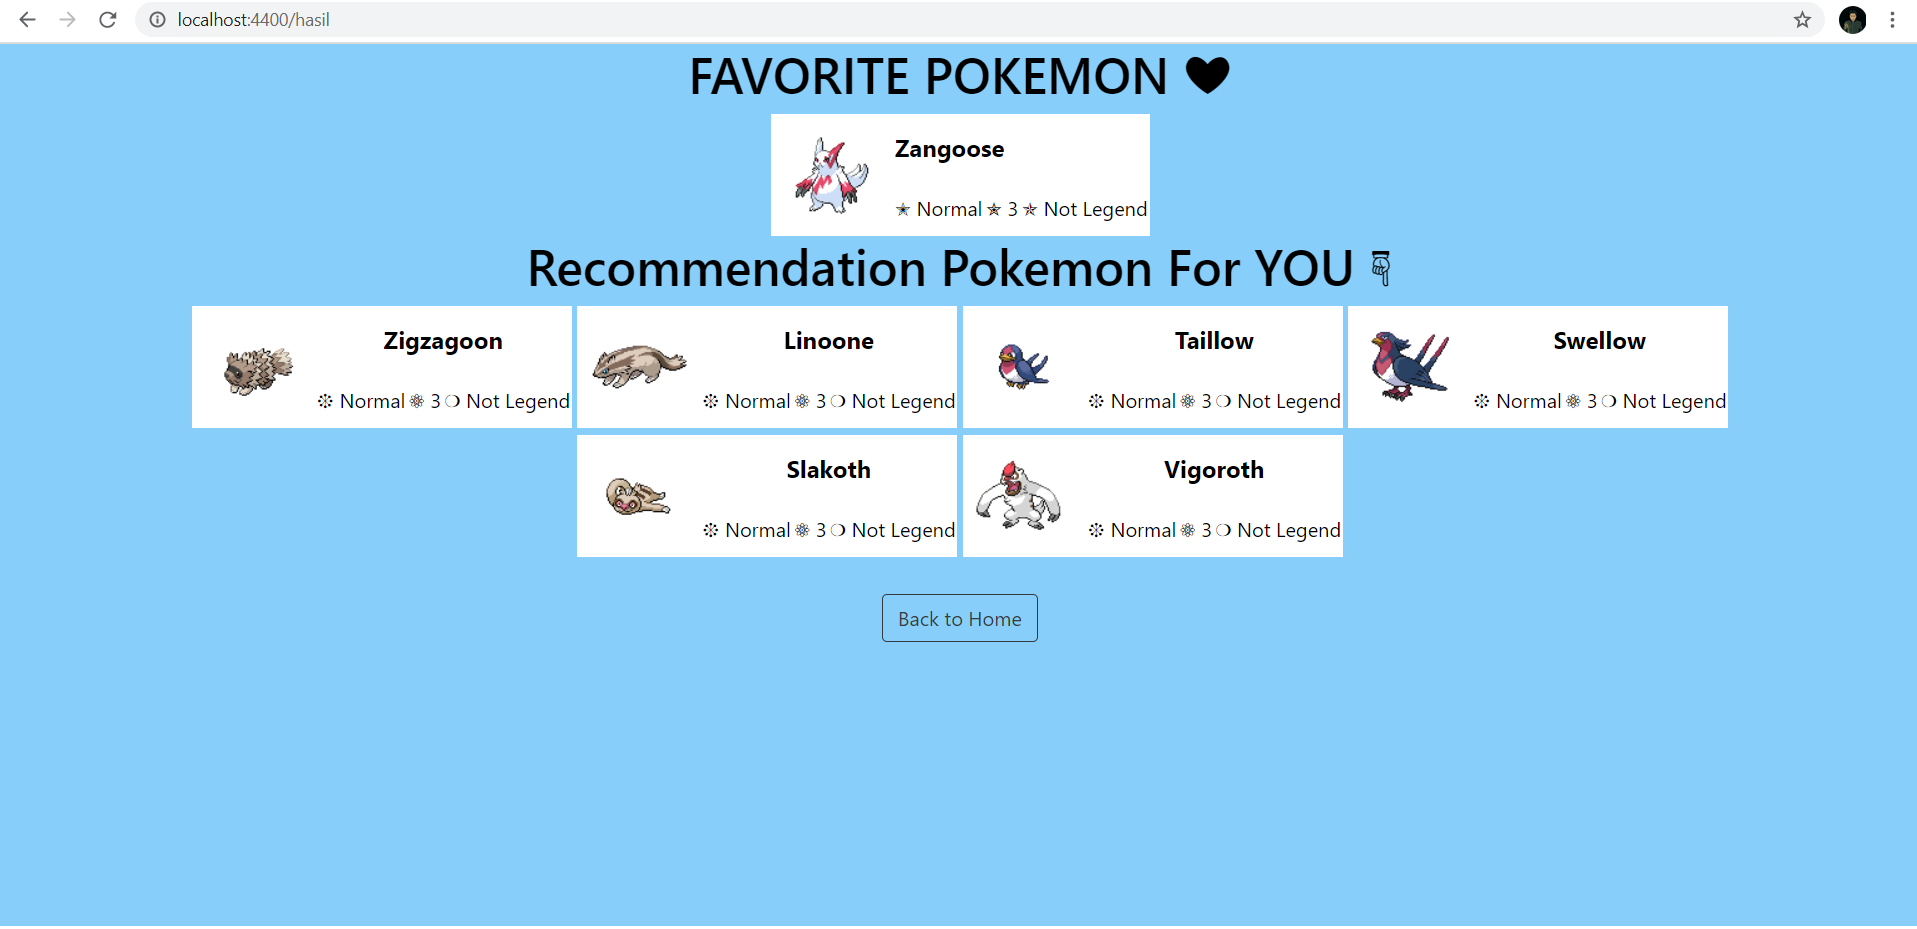 localhost:4400/hasil
FAVORITE POKEMON ♥
Zangoose
✭ Normal ✬ 3 ✯ Not Legend
Recommendation Pokemon For YOU ☟
Zigzagoon
፨ Normal ⚛ 3 ❍ Not Legend
Linoone
፨ Normal ⚛ 3 ❍ Not Legend
Taillow
፨ Normal ⚛ 3 ❍ Not Legend
Swellow
፨ Normal ⚛ 3 ❍ Not Legend
Slakoth
፨ Normal ⚛ 3 ❍ Not Legend
Vigoroth
፨ Normal ⚛ 3 ❍ Not Legend
Back to Home